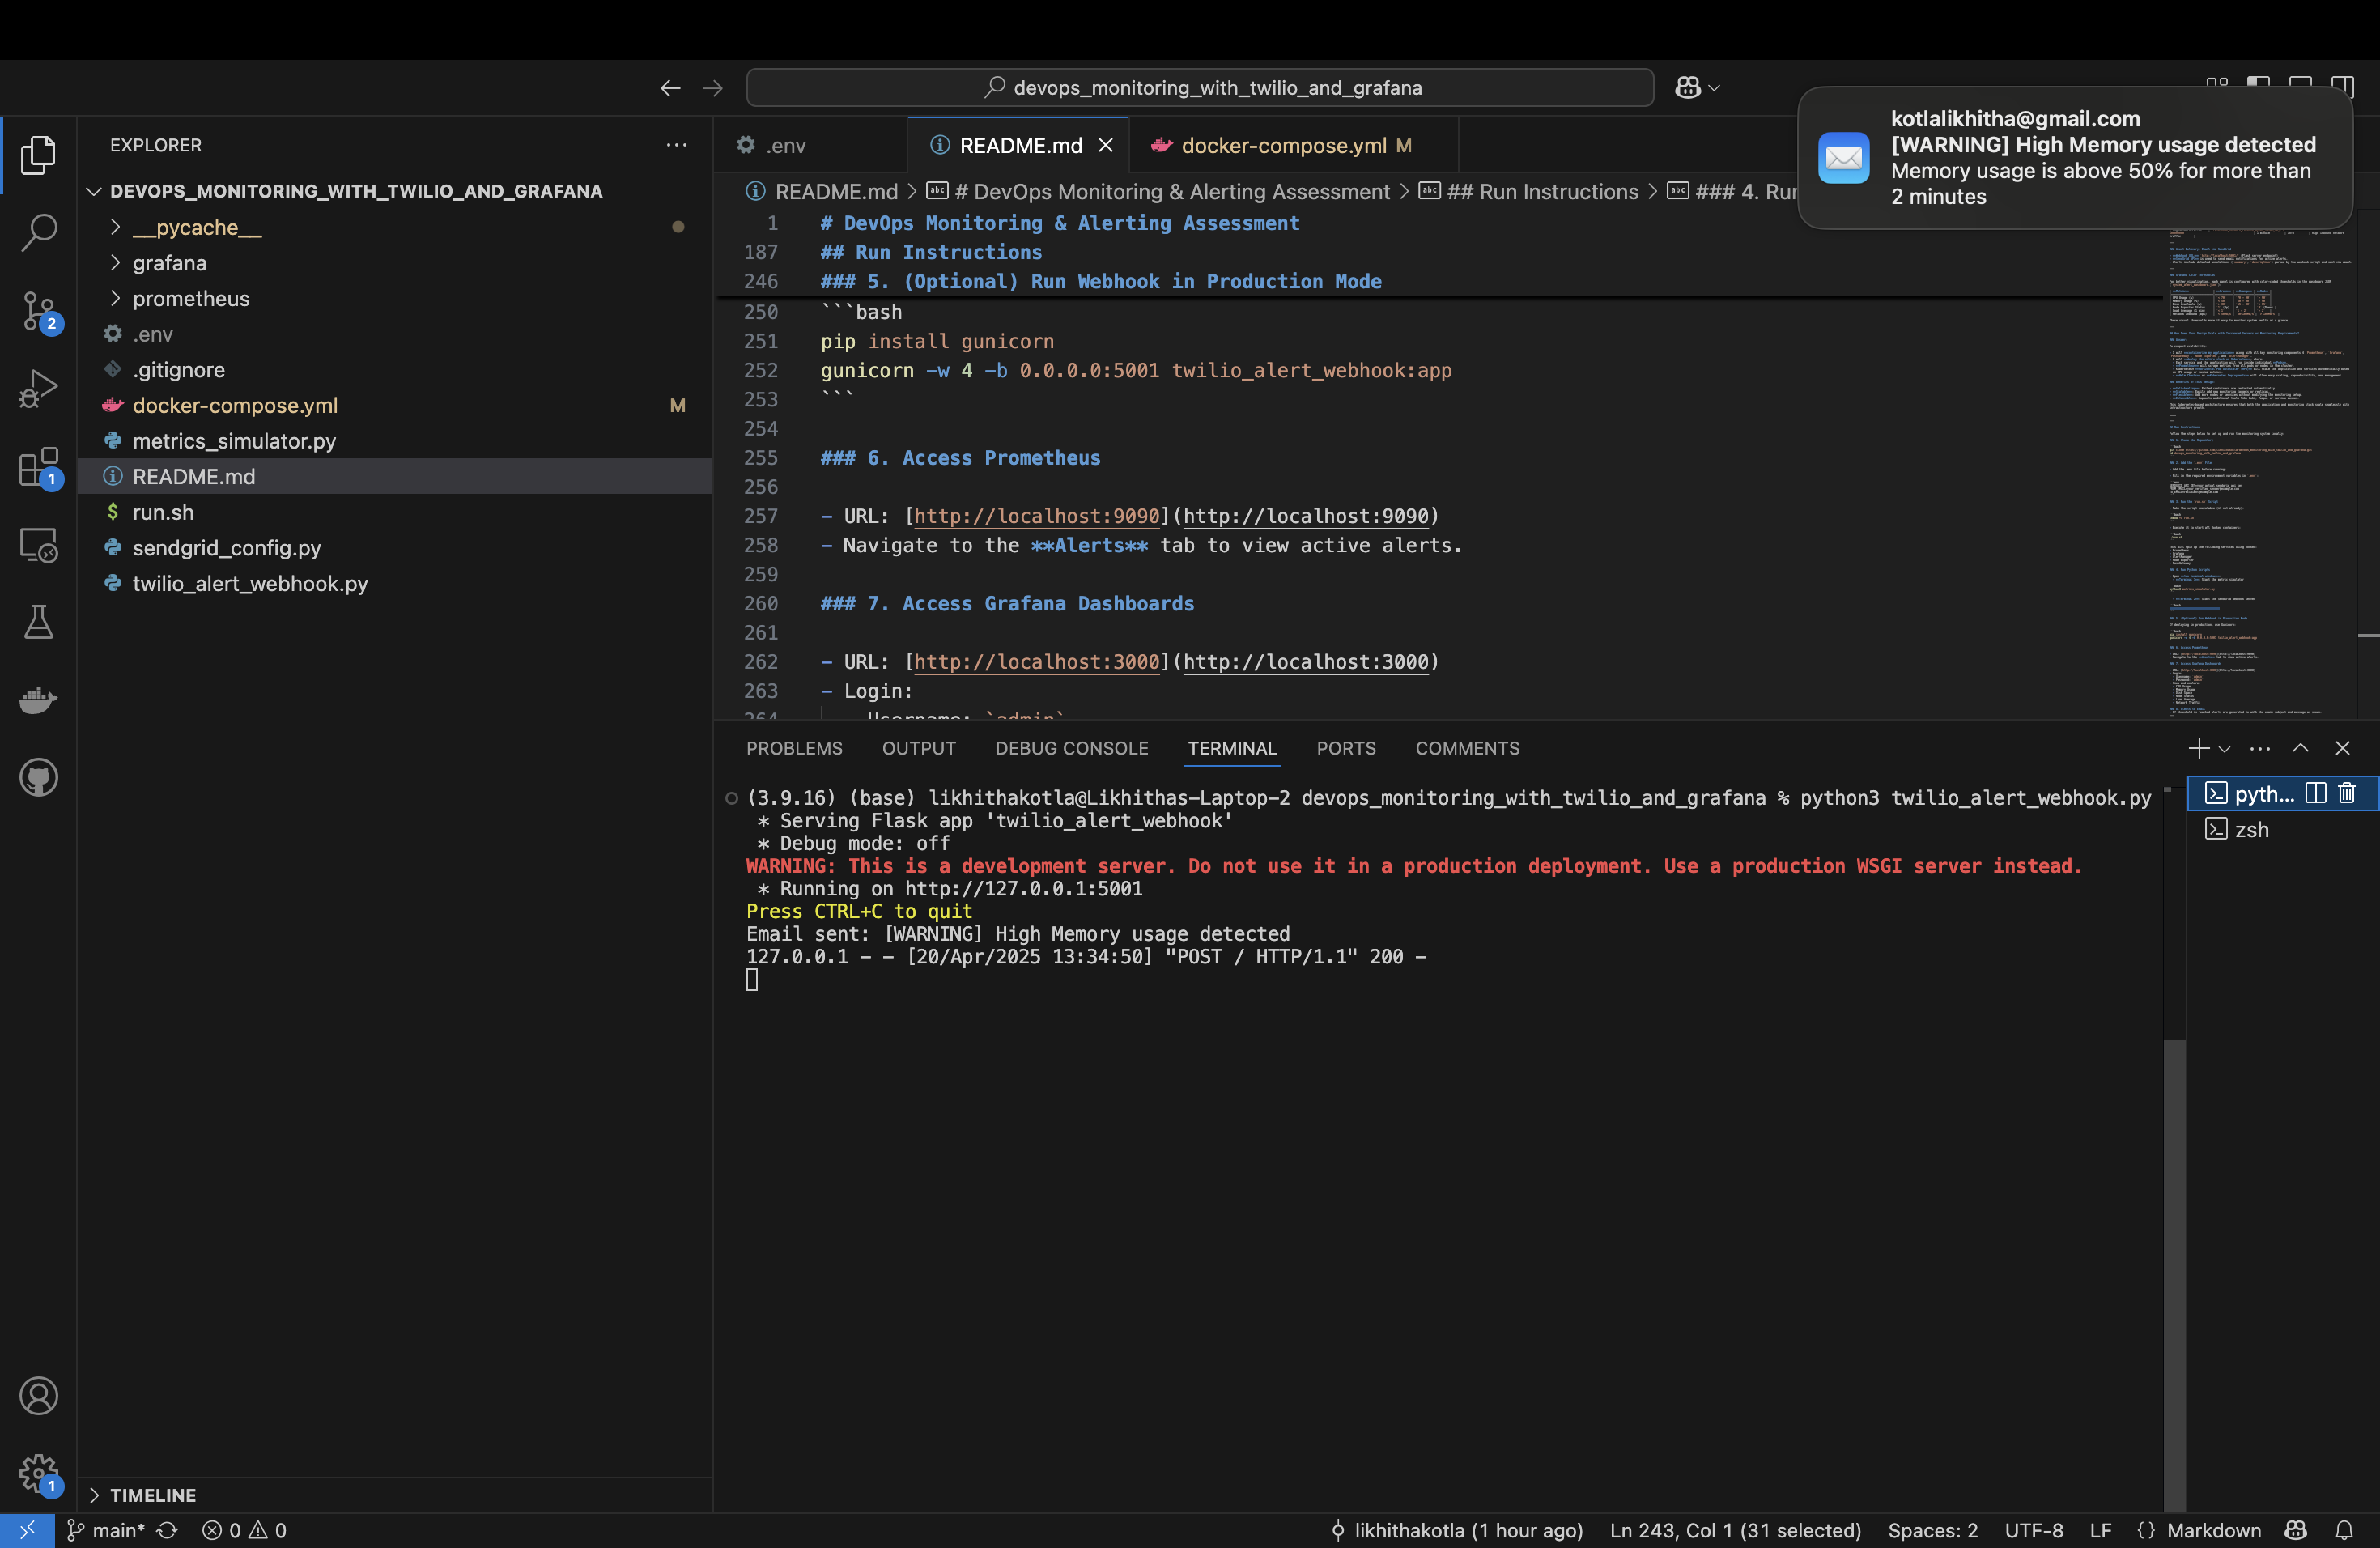 devops_monitoring_with_twilio_and_grafana
kotlalikhitha@gmail.com
[WARNING] High Memory usage detected
Memory usage is above 50% for more than
2 minutes
EXPLORER
DEVOPS_MONITORING_WITH_TWILIO_AND_GRAFANA
__pycache__
grafana
prometheus
.env
.gitignore
docker-compose.yml M
metrics_simulator.py
README.md
$ run.sh
sendgrid_config.py
twilio_alert_webhook.py
TIMELINE
2
1
1
.env
README.md
docker-compose.yml M
README.md > # DevOps Monitoring & Alerting Assessment > ## Run Instructions > ### 4. Run
1 # DevOps Monitoring & Alerting Assessment
187 ## Run Instructions
246 ### 5. (Optional) Run Webhook in Production Mode
250 ```bash
251 pip install gunicorn
252 gunicorn -w 4 -b 0.0.0.0:5001 twilio_alert_webhook:app
253 ```
254
255 ### 6. Access Prometheus
256
257 - URL: [http://localhost:9090](http://localhost:9090)
258 - Navigate to the **Alerts** tab to view active alerts.
259
260 ### 7. Access Grafana Dashboards
261
262 - URL: [http://localhost:3000](http://localhost:3000)
263 - Login:
264 - Username: `admin`
PROBLEMS OUTPUT DEBUG CONSOLE TERMINAL PORTS COMMENTS
(3.9.16) (base) likhithakotla@Likhithas-Laptop-2 devops_monitoring_with_twilio_and_grafana % python3 twilio_alert_webhook.py
* Serving Flask app 'twilio_alert_webhook'
* Debug mode: off
WARNING: This is a development server. Do not use it in a production deployment. Use a production WSGI server instead.
* Running on http://127.0.0.1:5001
Press CTRL+C to quit
Email sent: [WARNING] High Memory usage detected
127.0.0.1 - - [20/Apr/2025 13:34:50] "POST / HTTP/1.1" 200 -
pyth...
zsh
main* 0 0
likhithakotla (1 hour ago) Ln 243, Col 1 (31 selected) Spaces: 2 UTF-8 LF {} Markdown